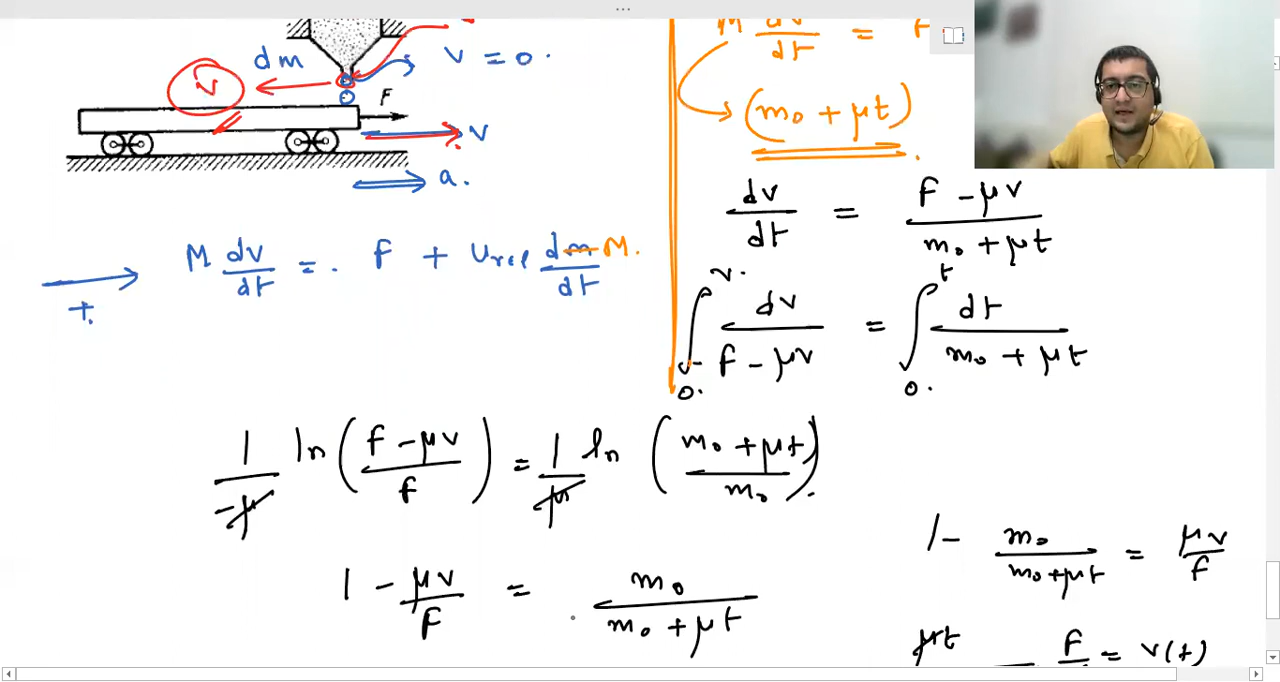 dm
v = 0.
v
F
v
a.
+.
M dv/dt =. F + Urel dM/dt
M dv/dt = F
(m₀ + μt)
dv/dt = (F - μv)/(m₀ + μt)
∫₀^v dv/(F - μv) = ∫₀^t dt/(m₀ + μt)
1/(-μ) ln((F - μv)/F) = 1/μ ln((m₀ + μt)/m₀).
1 - μv/F = m₀/(m₀ + μt)
1 - m₀/(m₀+μt) = μv/F
μt
F = v(t)